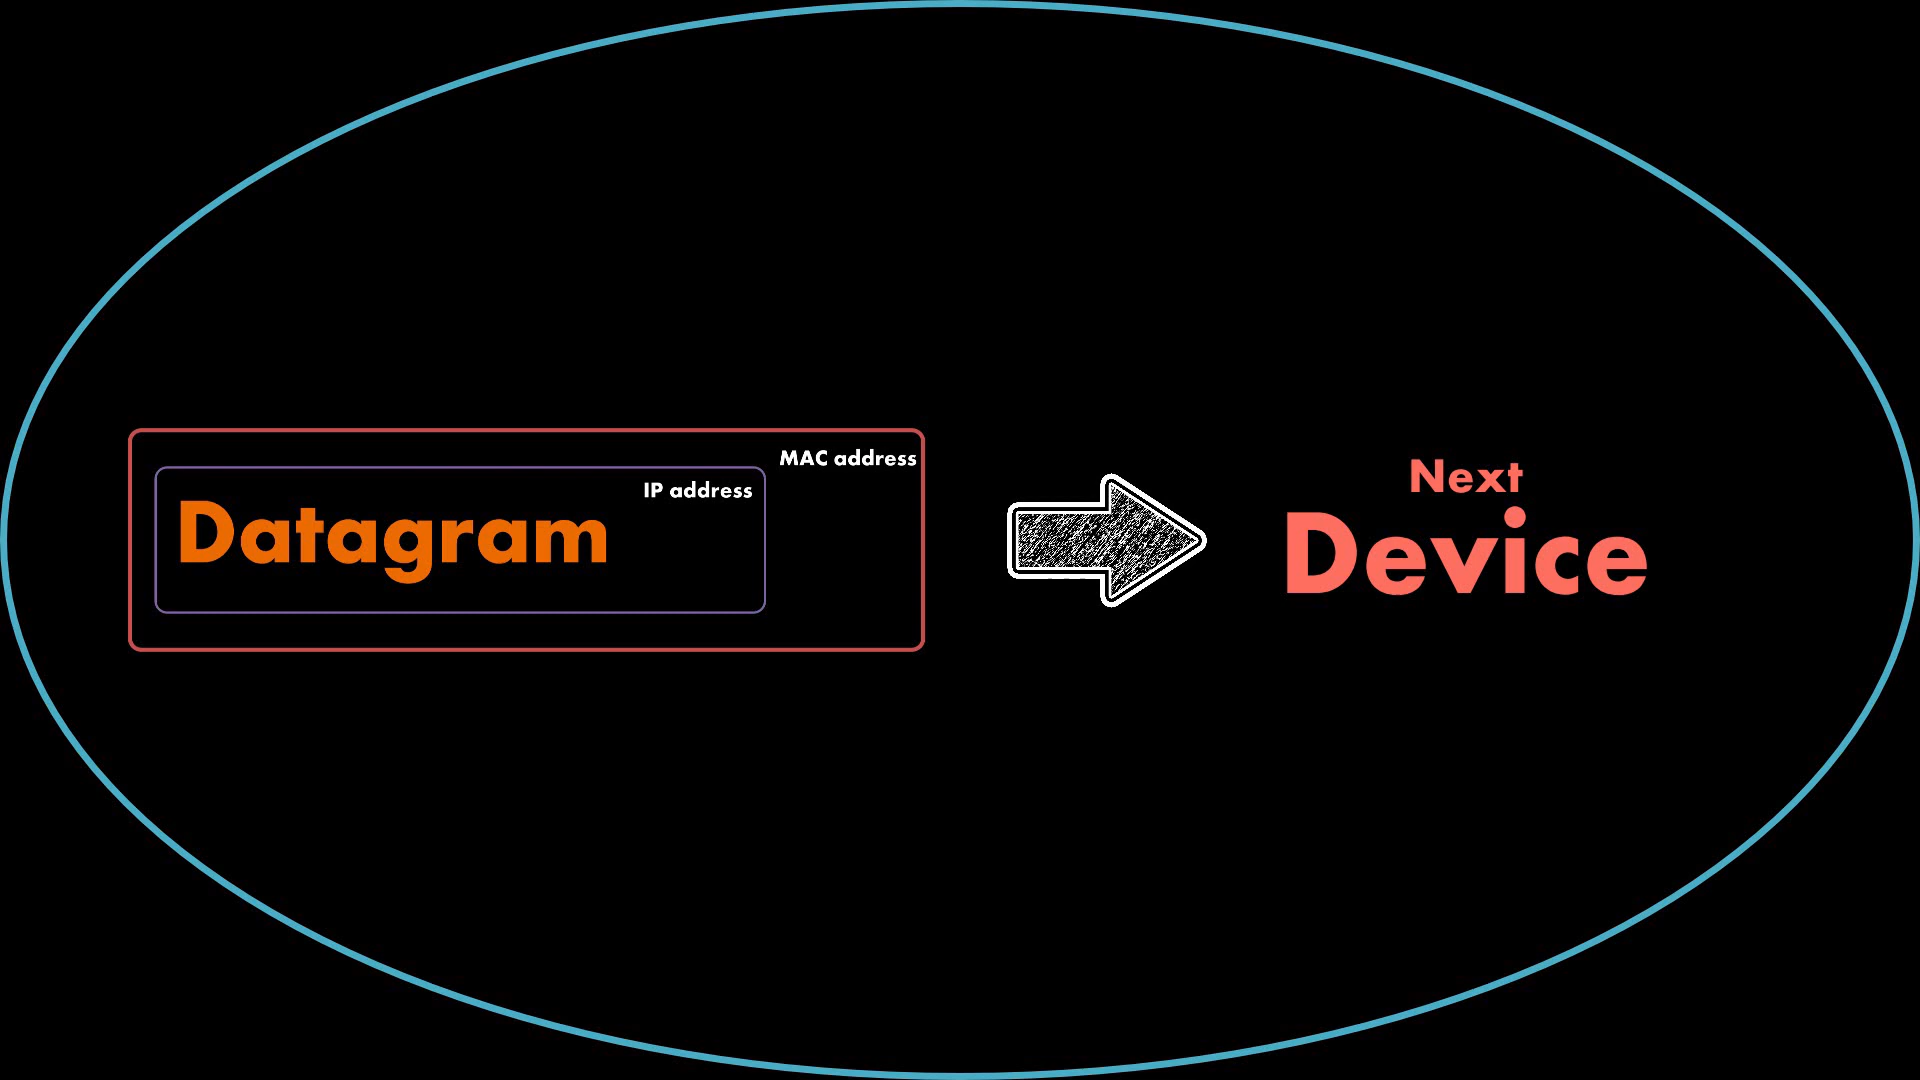 MAC address
IP address
Datagram
Next
Device